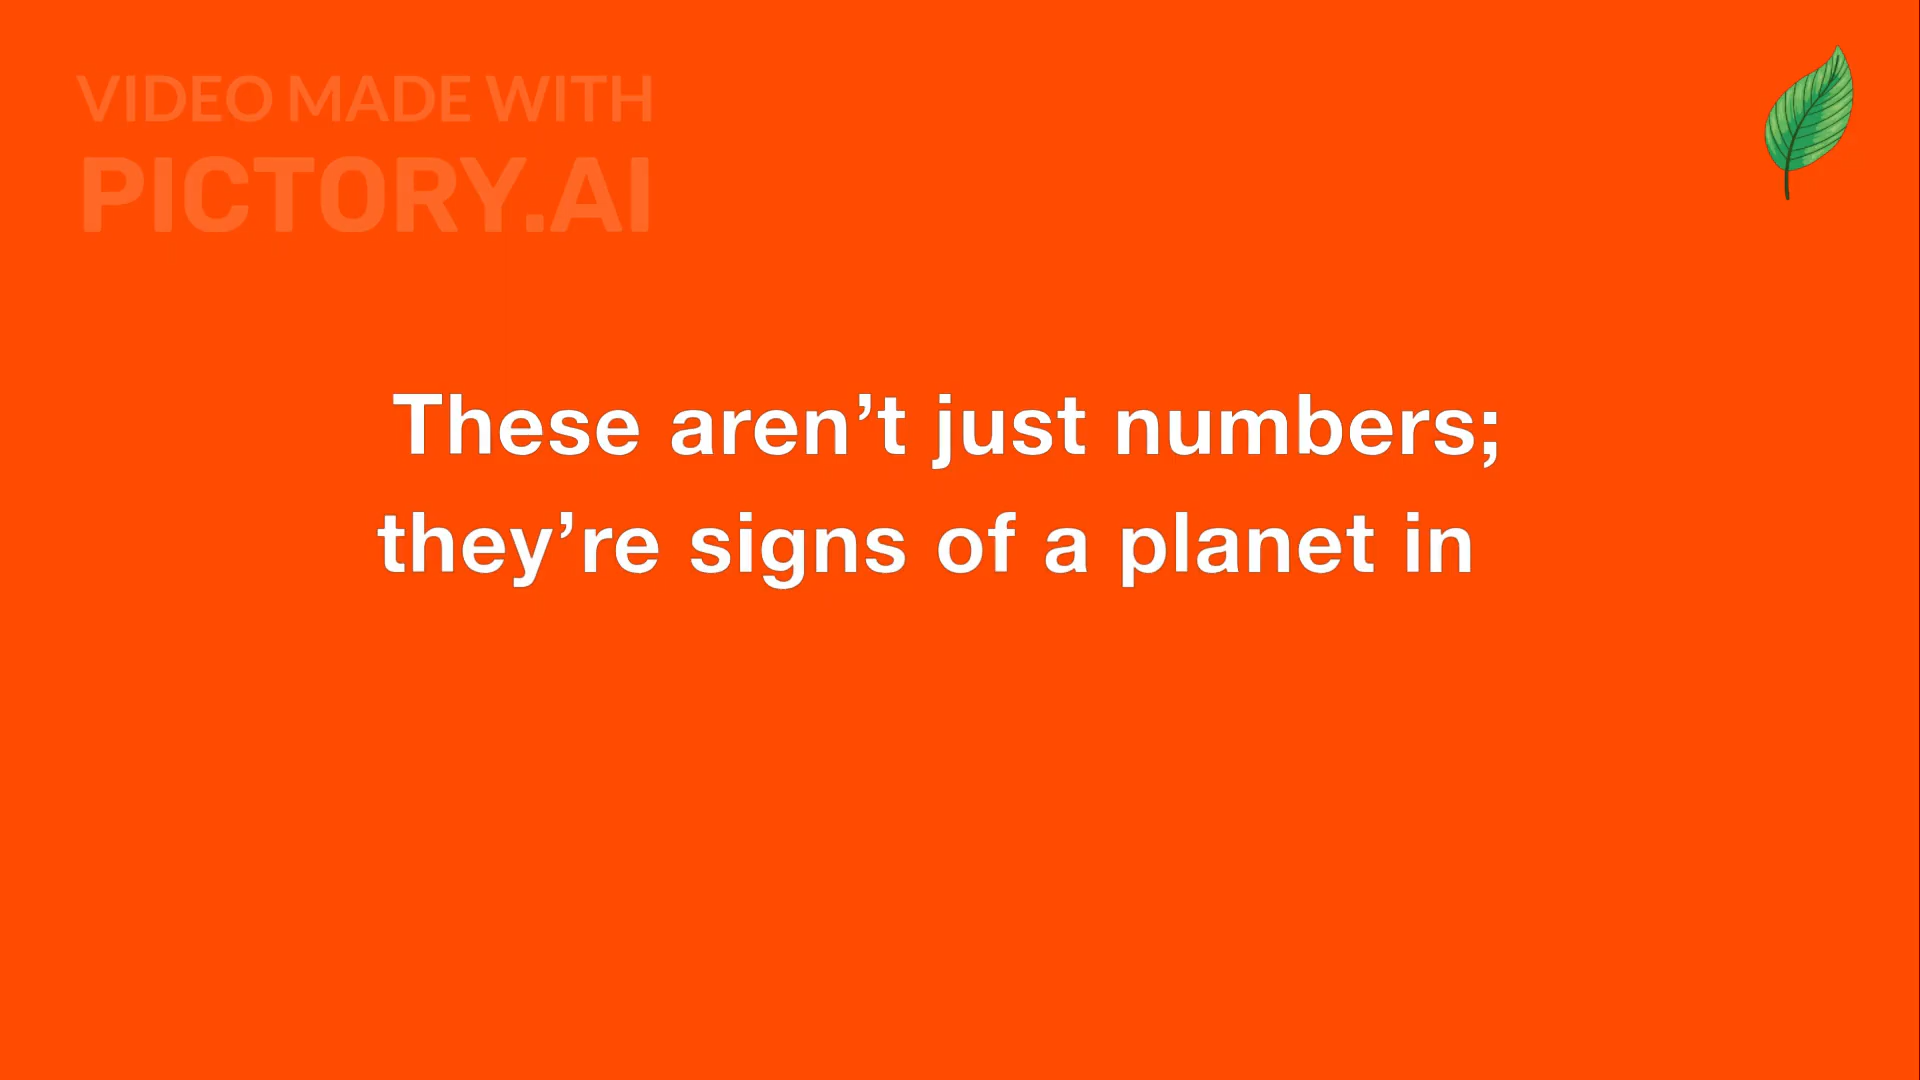 VIDEO MADE WITH
PICTORY.AI
These aren’t just numbers;
they’re signs of a planet in